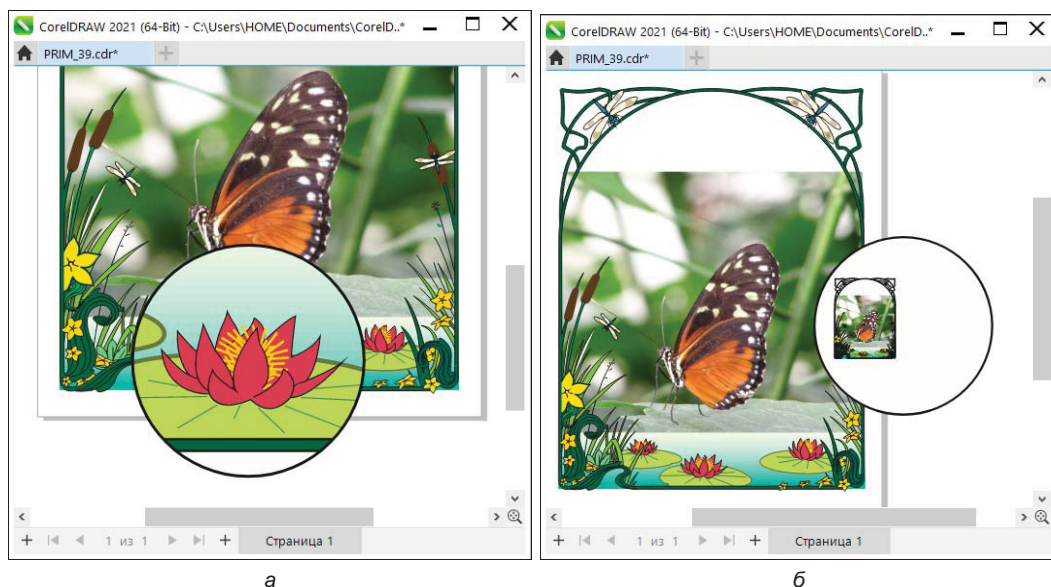 CorelDRAW 2021 (64-Bit) - C:\Users\HOME\Documents\CorelD..*
PRIM_39.cdr*
1 из 1
Страница 1
а
CorelDRAW 2021 (64-Bit) - C:\Users\HOME\Documents\CorelD..*
PRIM_39.cdr*
1 из 1
Страница 1
б